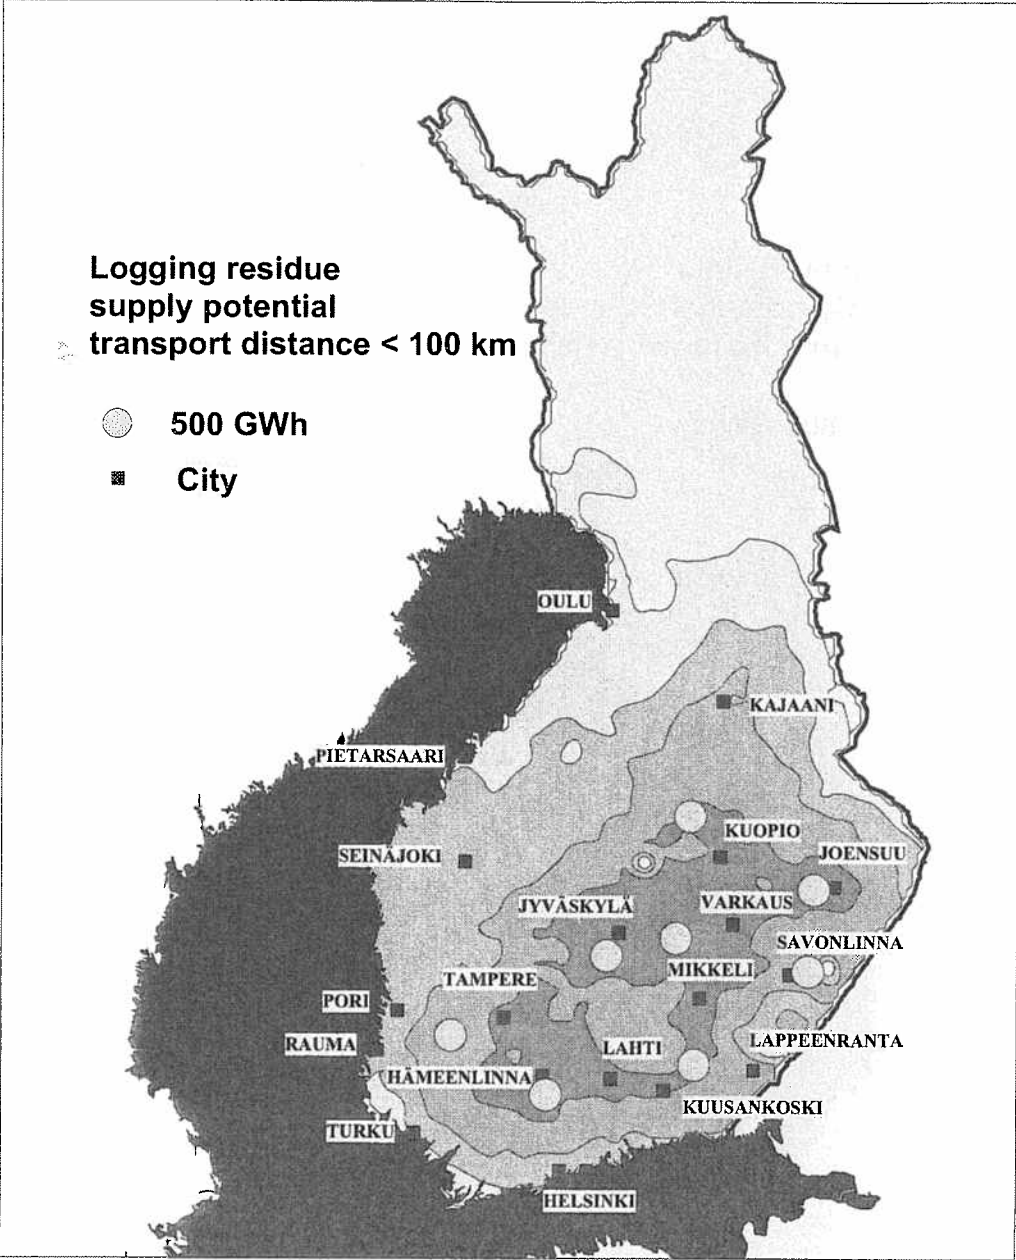 Logging residue
supply potential
transport distance < 100 km
500 GWh
City
OULU
KAJAANI
PIETARSAARI
KUOPIO
SEINÄJOKI
JOENSUU
JYVÄSKYLÄ
VARKAUS
SAVONLINNA
MIKKELI
TAMPERE
PORI
RAUMA
LAHTI
LAPPEENRANTA
HÄMEENLINNA
KUUSANKOSKI
TURKU
HELSINKI